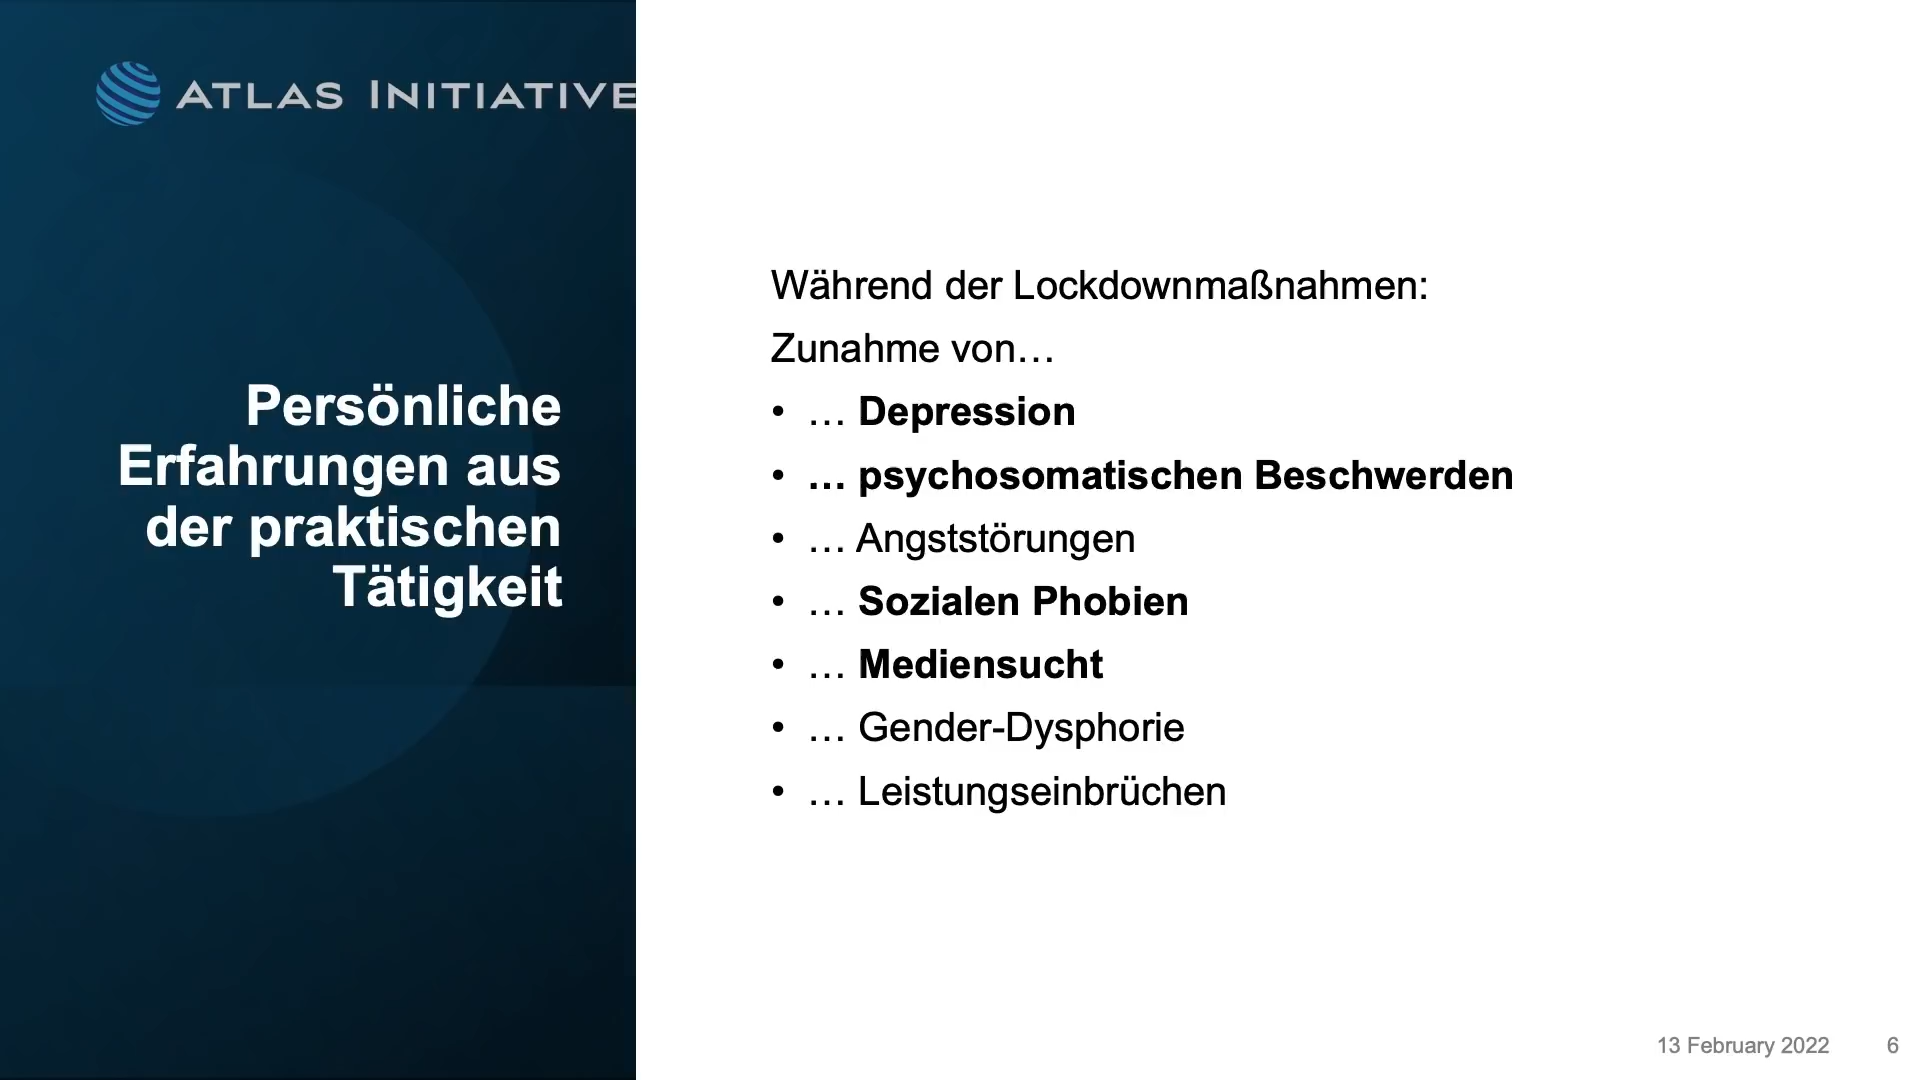 ATLAS INITIATIVE
Persönliche
Erfahrungen aus
der praktischen
Tätigkeit
Während der Lockdownmaßnahmen:
Zunahme von…
• … Depression
• … psychosomatischen Beschwerden
• … Angststörungen
• … Sozialen Phobien
• … Mediensucht
• … Gender-Dysphorie
• … Leistungseinbrüchen
13 February 2022 6